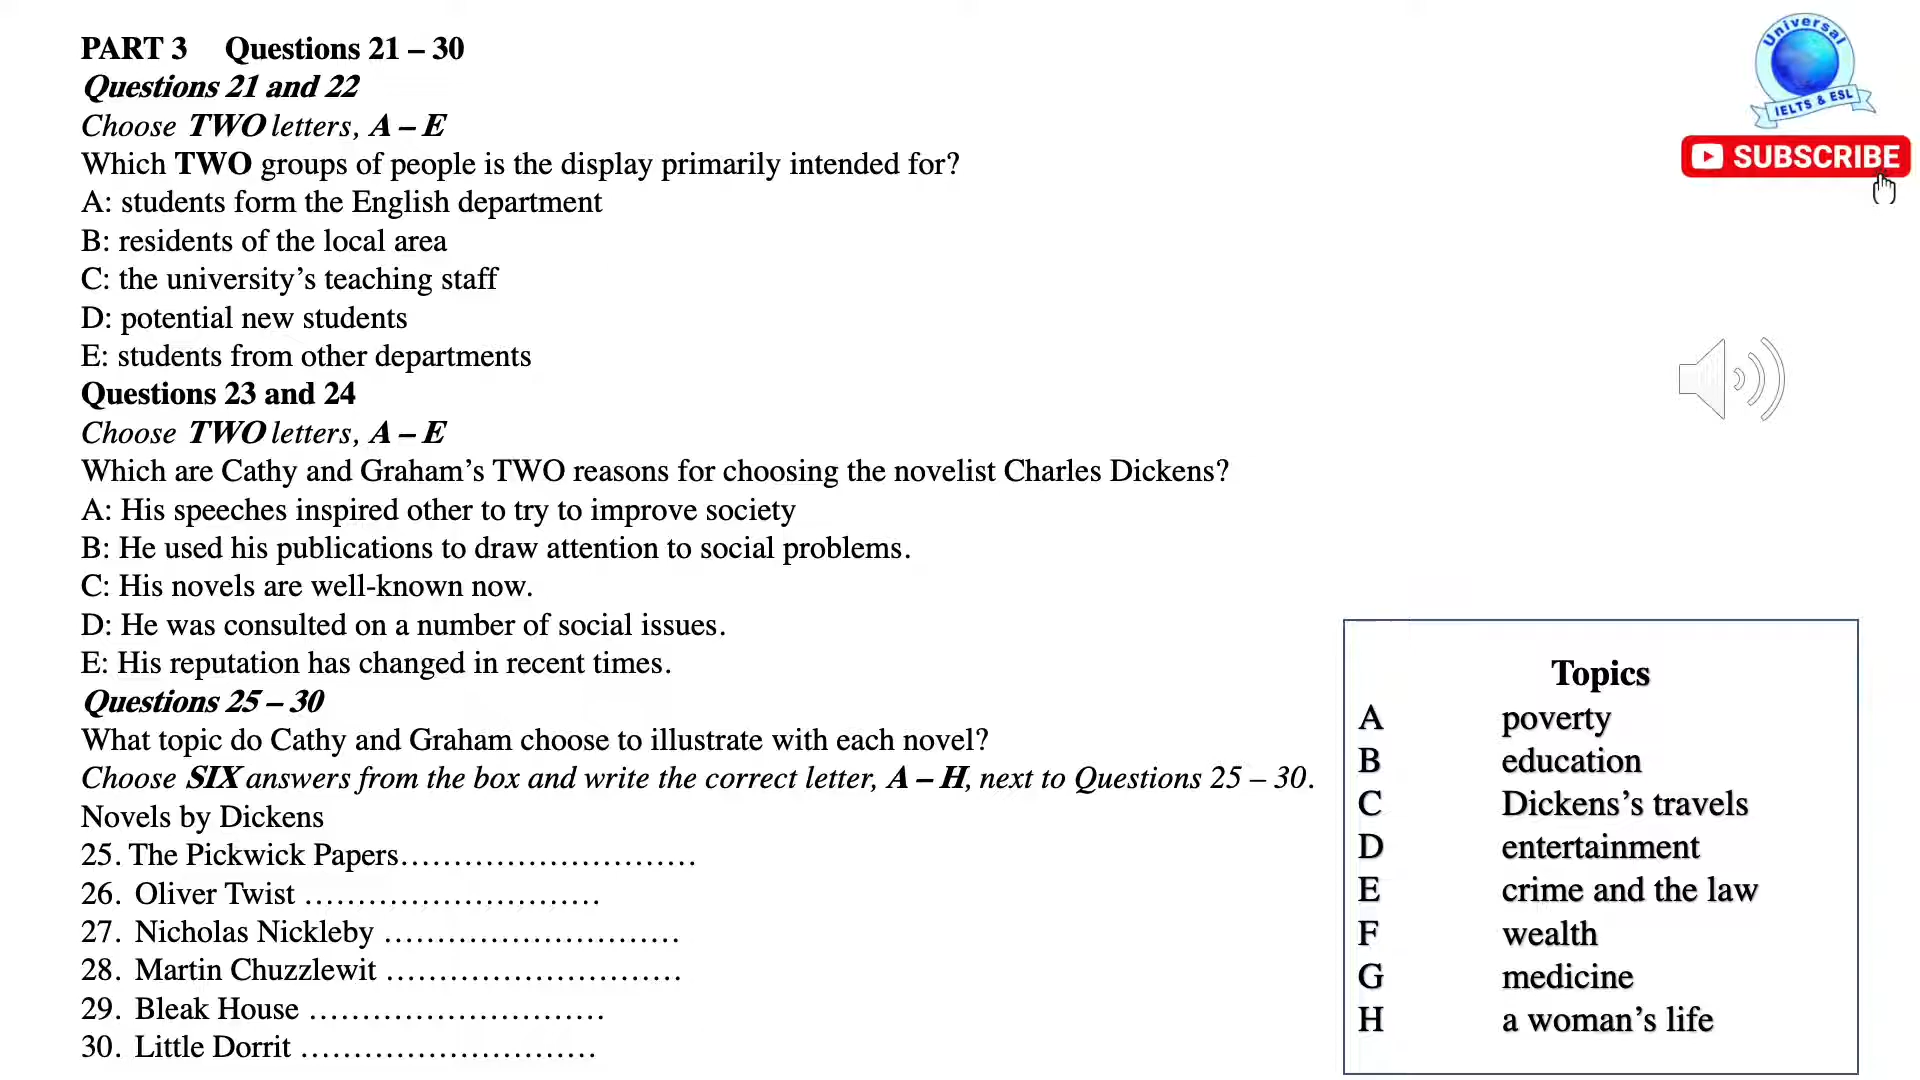 PART 3 Questions 21 – 30
Questions 21 and 22
Choose TWO letters, A – E
Which TWO groups of people is the display primarily intended for?
A: students form the English department
B: residents of the local area
C: the university’s teaching staff
D: potential new students
E: students from other departments
Questions 23 and 24
Choose TWO letters, A – E
Which are Cathy and Graham’s TWO reasons for choosing the novelist Charles Dickens?
A: His speeches inspired other to try to improve society
B: He used his publications to draw attention to social problems.
C: His novels are well-known now.
D: He was consulted on a number of social issues.
E: His reputation has changed in recent times.
Questions 25 – 30
What topic do Cathy and Graham choose to illustrate with each novel?
Choose SIX answers from the box and write the correct letter, A – H, next to Questions 25 – 30.
Novels by Dickens
25. The Pickwick Papers............................
26. Oliver Twist ............................
27. Nicholas Nickleby ............................
28. Martin Chuzzlewit ............................
29. Bleak House ............................
30. Little Dorrit ............................
Universal
IELTS & ESL
SUBSCRIBE
Topics
A poverty
B education
C Dickens’s travels
D entertainment
E crime and the law
F wealth
G medicine
H a woman’s life